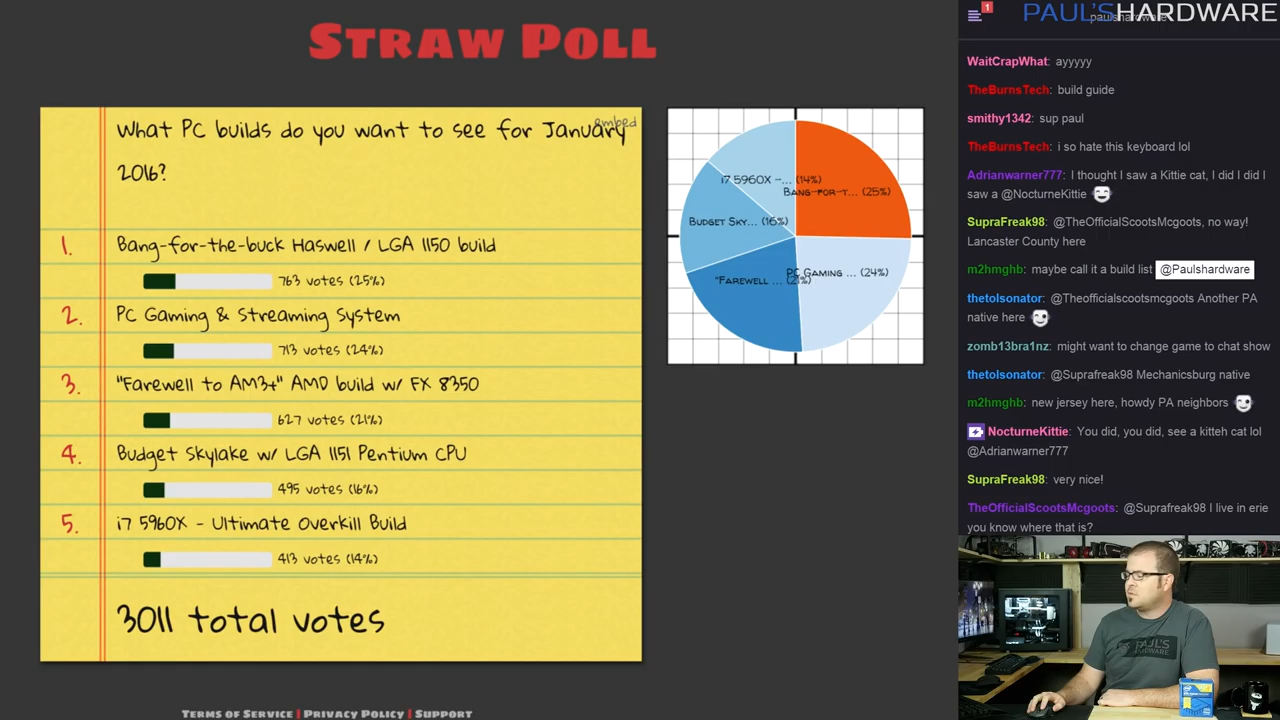 STRAW POLL
What PC builds do you want to see for January
2016?
embed
1. Bang-for-the-buck Haswell / LGA 1150 build
763 votes (25%)
2. PC Gaming & Streaming System
713 votes (24%)
3. "Farewell to AM3+" AMD build w/ FX 8350
627 votes (21%)
4. Budget Skylake w/ LGA 1151 Pentium CPU
495 votes (16%)
5. i7 5960X - Ultimate Overkill Build
413 votes (14%)
3011 total votes
i7 5960X -... (14%)
Bang-for-t... (25%)
Budget Sky... (16%)
PC Gaming ... (24%)
"Farewell ... (21%)
Terms of Service | Privacy Policy | Support
1
PAUL'S HARDWARE
paulshardware
WaitCrapWhat: ayyyyy
TheBurnsTech: build guide
smithy1342: sup paul
TheBurnsTech: i so hate this keyboard lol
Adrianwarner777: I thought I saw a Kittie cat, I did I did I
saw a @NocturneKittie
SupraFreak98: @TheOfficialScootsMcgoots, no way!
Lancaster County here
m2hmghb: maybe call it a build list @Paulshardware
thetolsonator: @Theofficialscootsmcgoots Another PA
native here
zomb13bra1nz: might want to change game to chat show
thetolsonator: @Suprafreak98 Mechanicsburg native
m2hmghb: new jersey here, howdy PA neighbors
NocturneKittie: You did, you did, see a kitteh cat lol
@Adrianwarner777
SupraFreak98: very nice!
TheOfficialScootsMcgoots: @Suprafreak98 I live in erie
you know where that is?
PAUL'S
HARDWARE